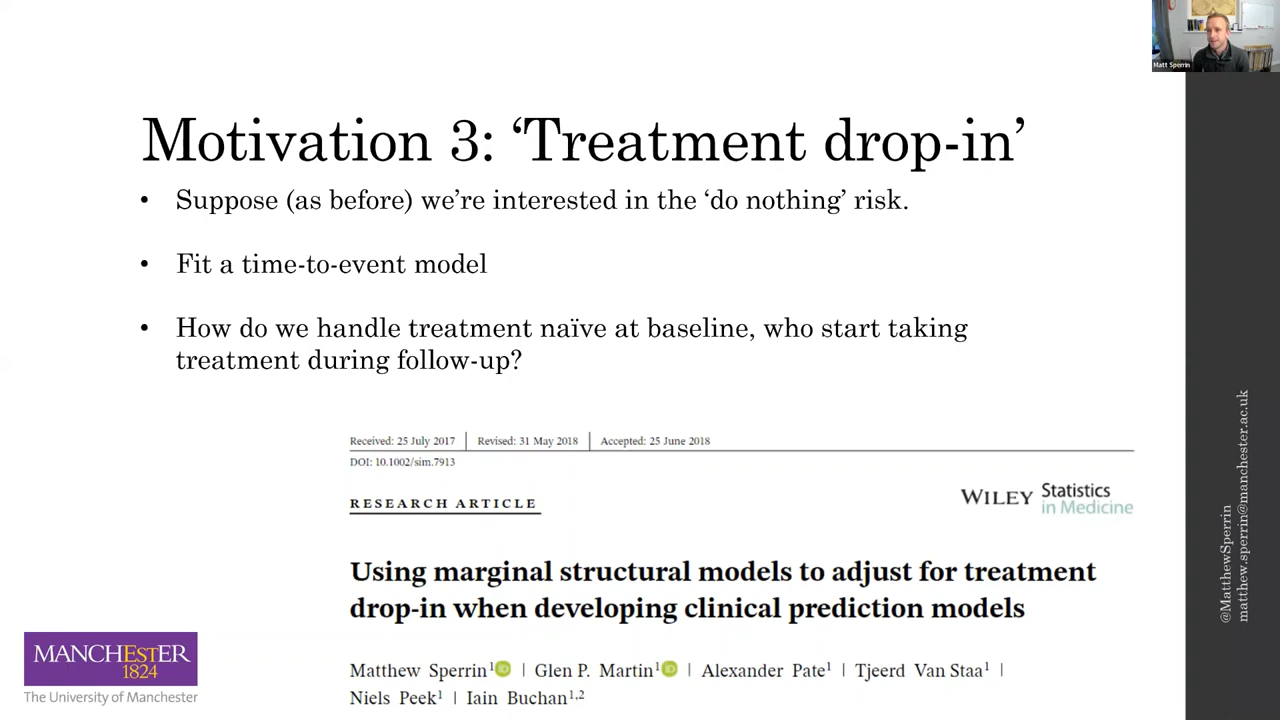 Matt Sperrin
Motivation 3: ‘Treatment drop-in’
• Suppose (as before) we’re interested in the ‘do nothing’ risk.
• Fit a time-to-event model
• How do we handle treatment naïve at baseline, who start taking
treatment during follow-up?
Received: 25 July 2017 | Revised: 31 May 2018 | Accepted: 25 June 2018
DOI: 10.1002/sim.7913
RESEARCH ARTICLE
WILEY Statistics
in Medicine
Using marginal structural models to adjust for treatment
drop-in when developing clinical prediction models
Matthew Sperrin¹ | Glen P. Martin¹ | Alexander Pate¹ | Tjeerd Van Staa¹ |
Niels Peek¹ | Iain Buchan¹,²
MANCHEsTER
1824
The University of Manchester
@MatthewSperrin
matthew.sperrin@manchester.ac.uk